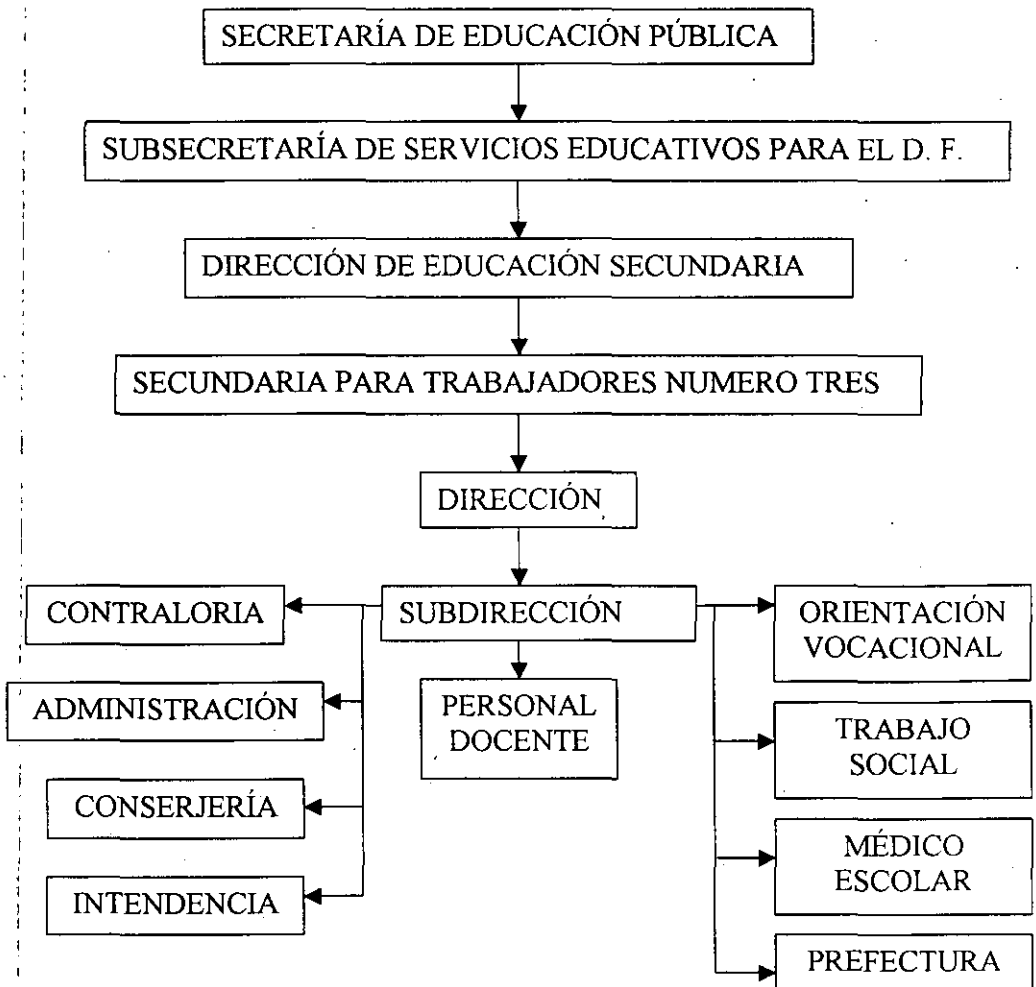 SECRETARÍA DE EDUCACIÓN PÚBLICA
SUBSECRETARÍA DE SERVICIOS EDUCATIVOS PARA EL D. F.
DIRECCIÓN DE EDUCACIÓN SECUNDARIA
SECUNDARIA PARA TRABAJADORES NUMERO TRES
DIRECCIÓN
SUBDIRECCIÓN
CONTRALORIA
ADMINISTRACIÓN
CONSERJERÍA
INTENDENCIA
PERSONAL
DOCENTE
ORIENTACIÓN
VOCACIONAL
TRABAJO
SOCIAL
MÉDICO
ESCOLAR
PREFECTURA